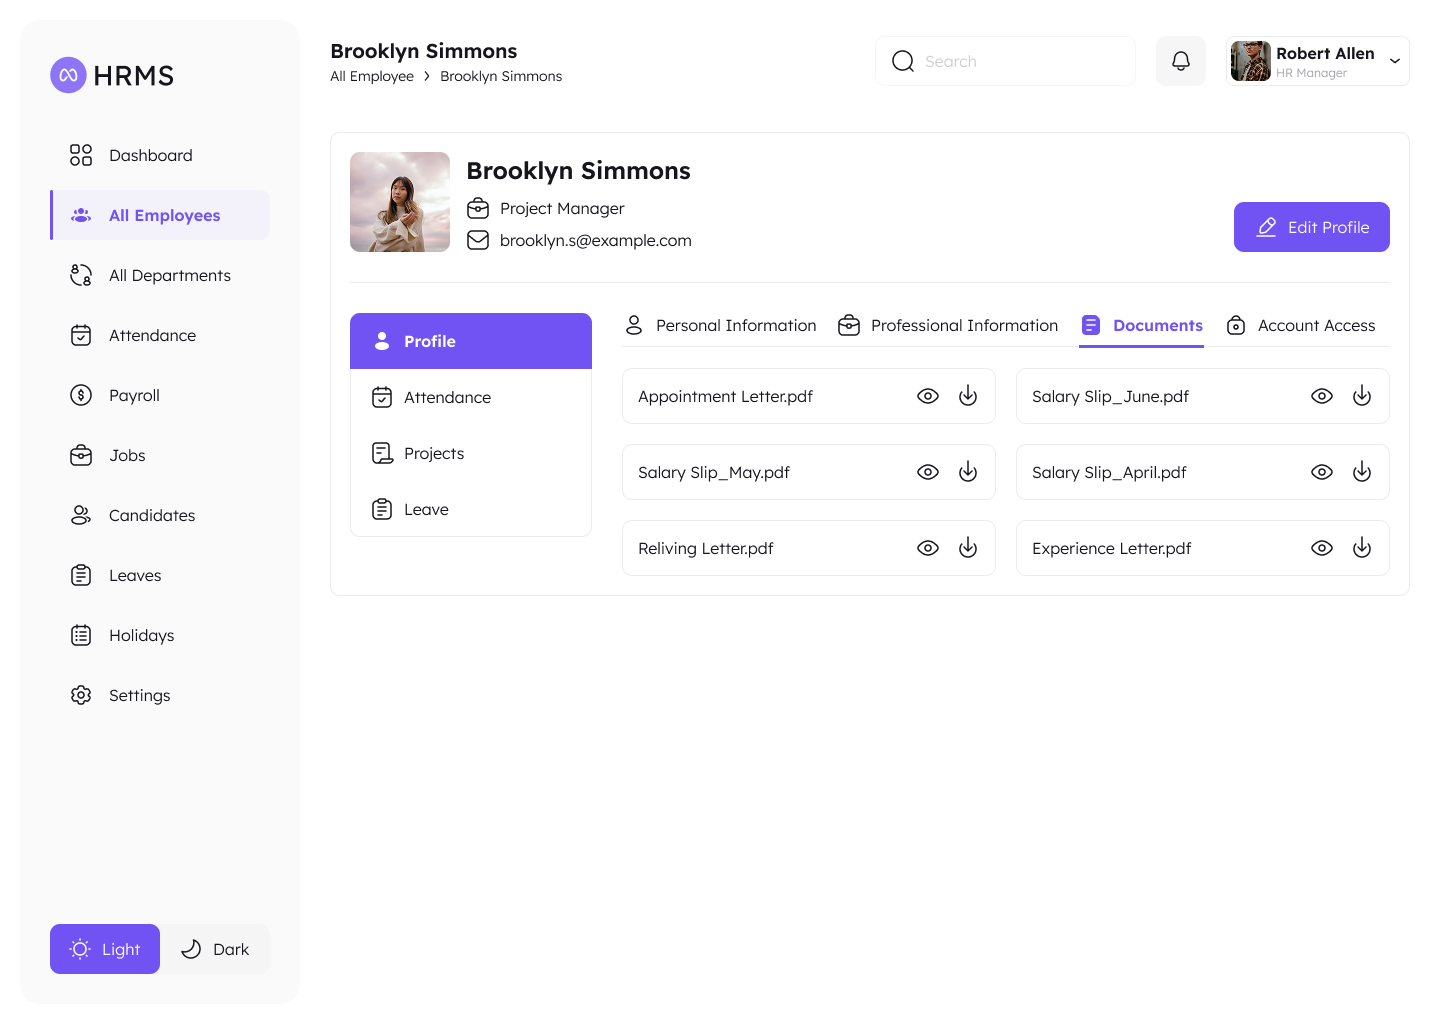 HRMS
Dashboard
All Employees
All Departments
Attendance
Payroll
Jobs
Candidates
Leaves
Holidays
Settings
Light
Dark
Brooklyn Simmons
All Employee > Brooklyn Simmons
Search
Robert Allen
HR Manager
Brooklyn Simmons
Project Manager
brooklyn.s@example.com
Edit Profile
Profile
Attendance
Projects
Leave
Personal Information
Professional Information
Documents
Account Access
Appointment Letter.pdf
Salary Slip_June.pdf
Salary Slip_May.pdf
Salary Slip_April.pdf
Reliving Letter.pdf
Experience Letter.pdf